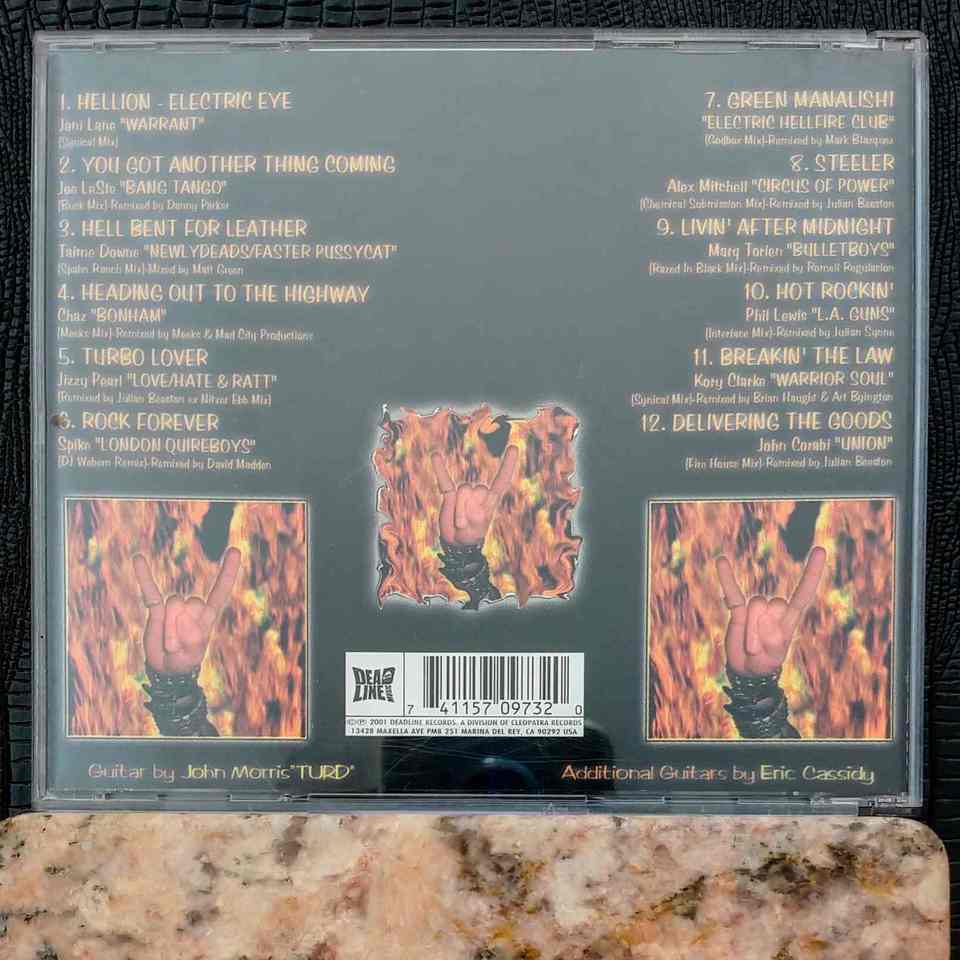 1. HELLION - ELECTRIC EYE
Jani Lane "WARRANT"
(Synical Mix)
2. YOU GOT ANOTHER THING COMING
Joe LeSte "BANG TANGO"
(Buck Mix)-Remixed by Danny Parker
3. HELL BENT FOR LEATHER
Taime Downe "NEWLYDEADS/FASTER PUSSYCAT"
(Spahn Ranch Mix)-Mixed by Matt Green
4. HEADING OUT TO THE HIGHWAY
Chaz "BONHAM"
(Meeks Mix)-Remixed by Meeks & Mad City Productions
5. TURBO LOVER
Jizzy Pearl "LOVE/HATE & RATT"
(Remixed by Julian Beeston ov Nitzer Ebb Mix)
6. ROCK FOREVER
Spike "LONDON QUIREBOYS"
(DJ Wabern Remix)-Remixed by David Madden
7. GREEN MANALISHI
"ELECTRIC HELLFIRE CLUB"
(Godbox Mix)-Remixed by Mark Blasquez
8. STEELER
Alex Mitchell "CIRCUS OF POWER"
(Chemical Submission Mix)-Remixed by Julian Beeston
9. LIVIN' AFTER MIDNIGHT
Marq Torien "BULLETBOYS"
(Razed In Black Mix)-Remixed by Romell Regulacion
10. HOT ROCKIN'
Phil Lewis "L.A. GUNS"
(Interface Mix)-Remixed by Julian
11. BREAKIN' THE LAW
Kory Clarke "WARRIOR SOUL"
(Synical Mix)-Remixed by Brian Haught & Art Byington
12. DELIVERING THE GOODS
John Corabi "UNION"
(Fire House Mix)-Remixed by Julian Beeston
DEAD
LINE
7 41157 09732 0
©℗ 2001 DEADLINE RECORDS. A DIVISION OF CLEOPATRA RECORDS
13428 MAXELLA AVE PMB 251 MARINA DEL REY, CA 90292 USA
Guitar by John Morris"TURD"
Additional Guitars by Eric Cassidy